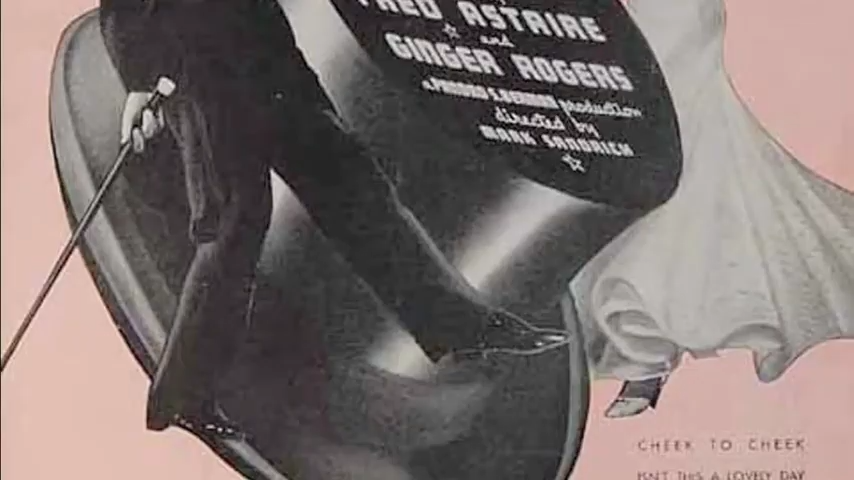 FRED ASTAIRE
and
GINGER ROGERS
A PANDRO S. BERMAN production
directed by
MARK SANDRICH
CHEEK TO CHEEK
ISN'T THIS A LOVELY DAY